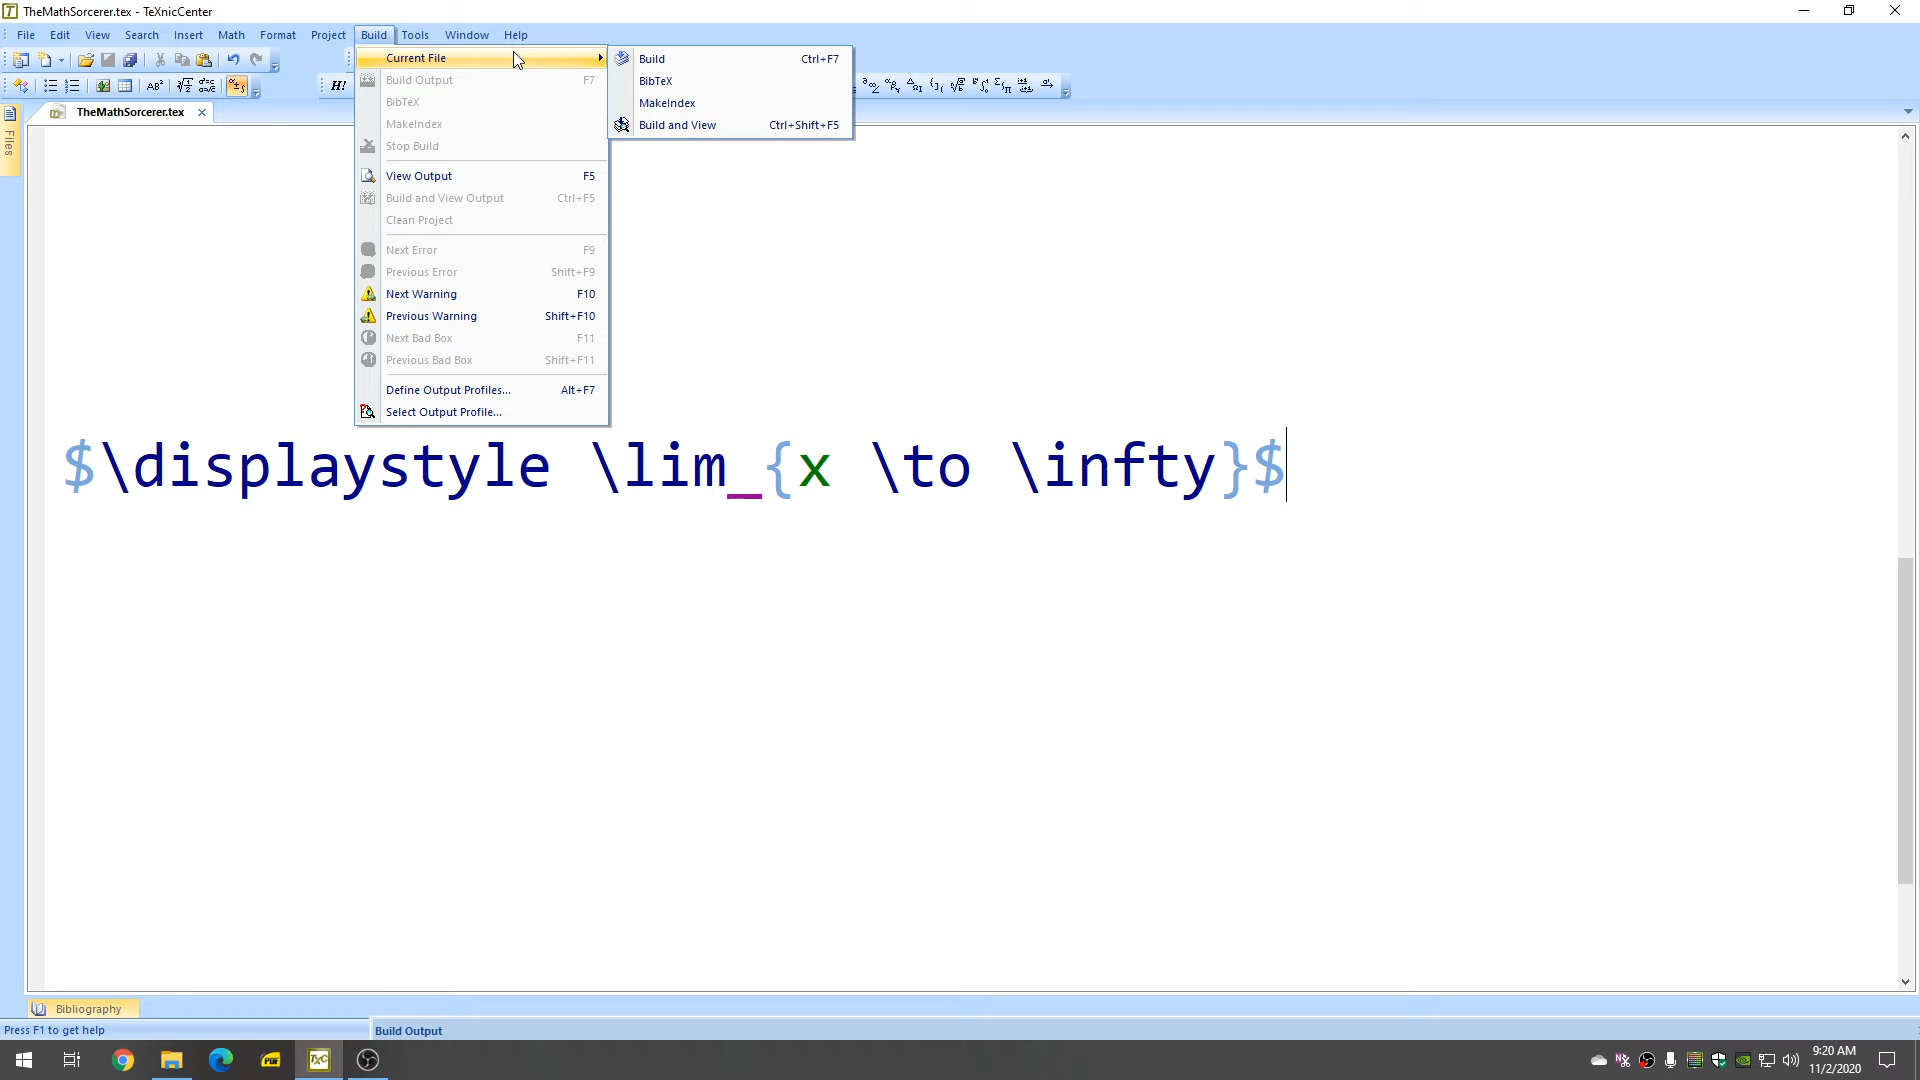 TheMathSorcerer.tex - TeXnicCenter
File Edit View Search Insert Math Format Project Build Tools Window Help
Current File
Build Output F7
BibTeX
MakeIndex
Stop Build
View Output F5
Build and View Output Ctrl+F5
Clean Project
Next Error F9
Previous Error Shift+F9
Next Warning F10
Previous Warning Shift+F10
Next Bad Box F11
Previous Bad Box Shift+F11
Define Output Profiles... Alt+F7
Select Output Profile...
Build Ctrl+F7
BibTeX
MakeIndex
Build and View Ctrl+Shift+F5
H!
TheMathSorcerer.tex
Files
$\displaystyle \lim_{x \to \infty}$
Bibliography
Press F1 to get help
Build Output
PDF
TXC
9:20 AM
11/2/2020